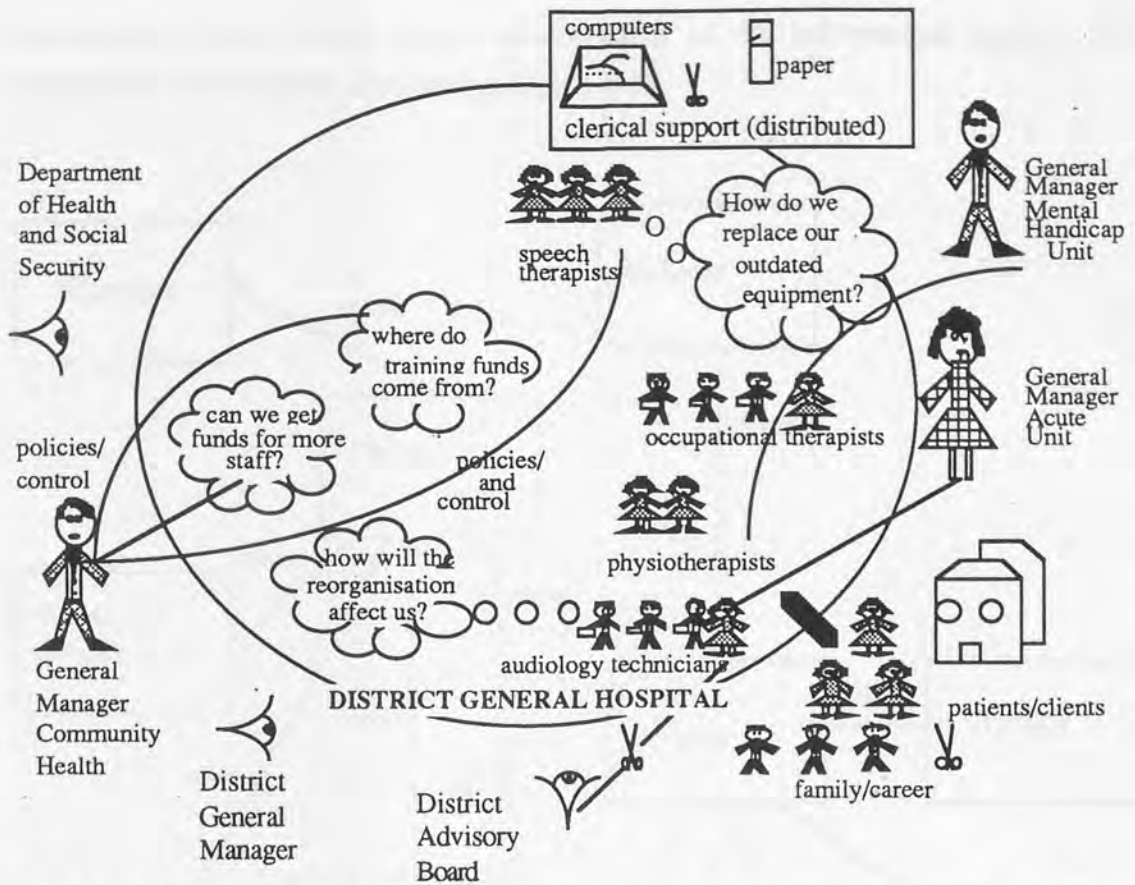 computers
paper
clerical support (distributed)
Department
of Health
and Social
Security
General
Manager
Mental
Handicap
Unit
speech
therapists
How do we
replace our
outdated
equipment?
where do
training funds
come from?
can we get
funds for more
staff?
General
Manager
Acute
Unit
occupational therapists
policies/
control
policies/
and
control
physiotherapists
how will the
reorganisation
affect us?
audiology technicians
DISTRICT GENERAL HOSPITAL
General
Manager
Community
Health
patients/clients
family/career
District
General
Manager
District
Advisory
Board